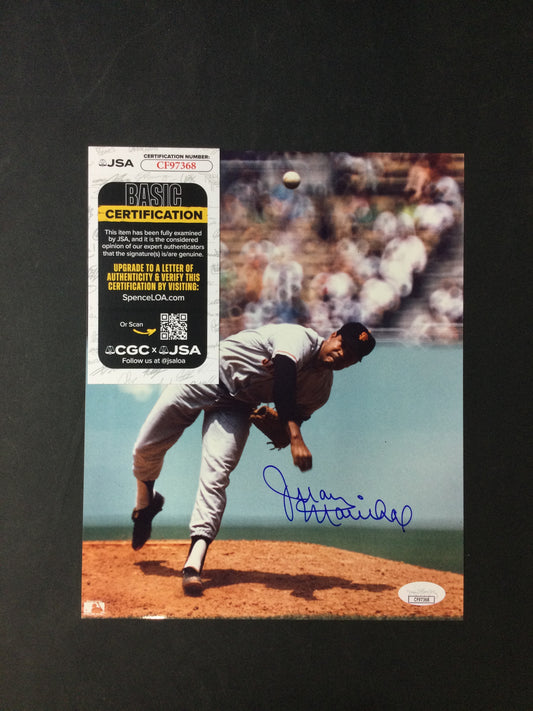 JSA
CERTIFICATION NUMBER:
CF97368
BASIC
CERTIFICATION
This item has been fully examined
by JSA, and it is the considered
opinion of our expert authenticators
that the signature(s) is/are genuine.
UPGRADE TO A LETTER OF
AUTHENTICITY & VERIFY THIS
CERTIFICATION BY VISITING:
SpenceLOA.com
Or Scan
CGC x JSA
Follow us at @jsaloa
Juan
Marichal
CF97368